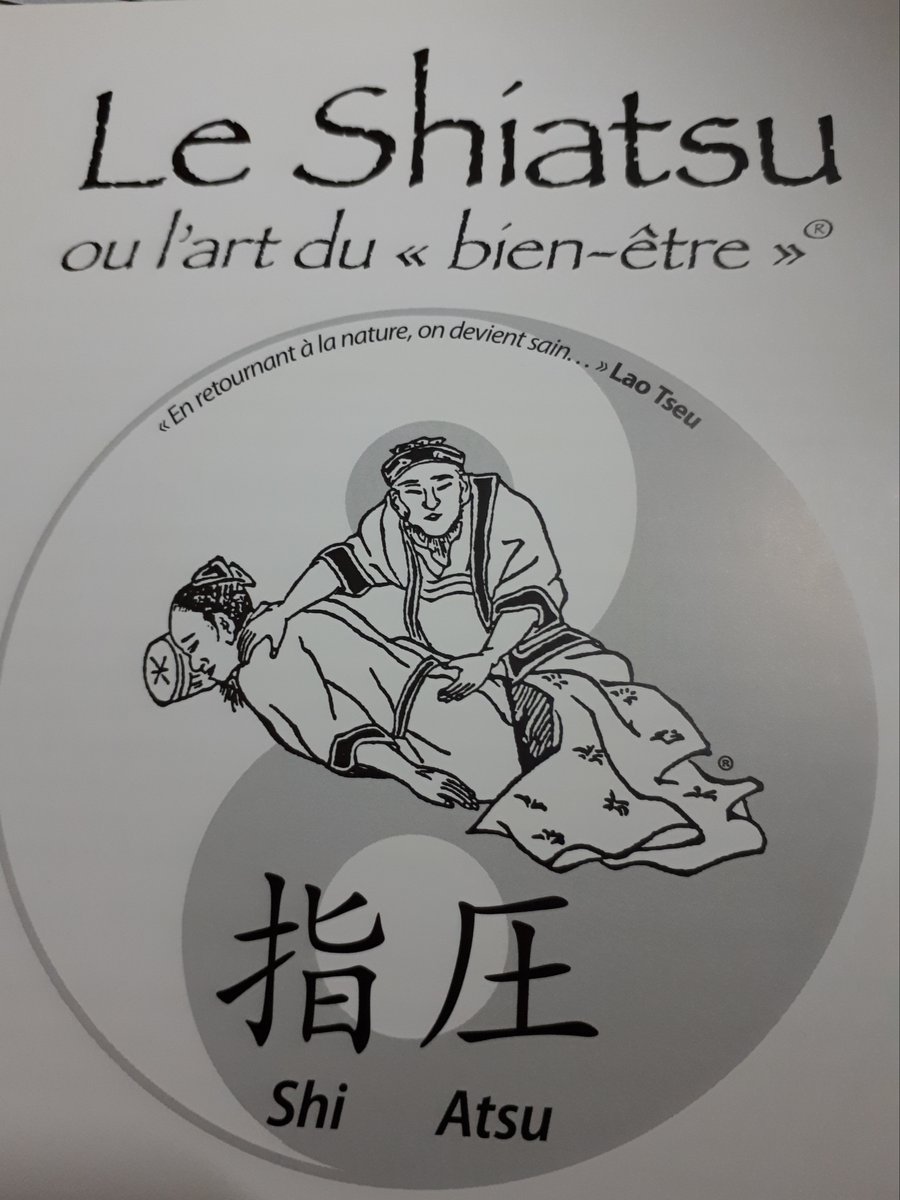 Le Shiatsu
ou l'art du « bien-être »®
« En retournant à la nature, on devient sain... » Lao Tseu
®
指圧
Shi Atsu